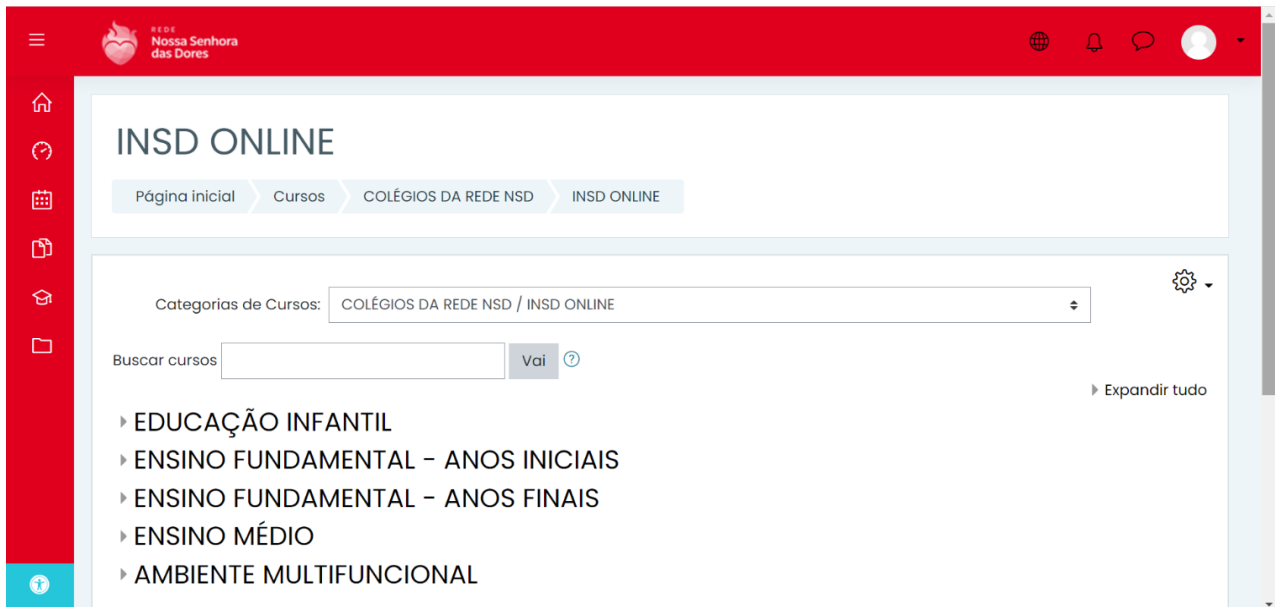 REDE
Nossa Senhora
das Dores
INSD ONLINE
Página inicial Cursos COLÉGIOS DA REDE NSD INSD ONLINE
Categorias de Cursos: COLÉGIOS DA REDE NSD / INSD ONLINE
Buscar cursos Vai ?
Expandir tudo
EDUCAÇÃO INFANTIL
ENSINO FUNDAMENTAL - ANOS INICIAIS
ENSINO FUNDAMENTAL - ANOS FINAIS
ENSINO MÉDIO
AMBIENTE MULTIFUNCIONAL